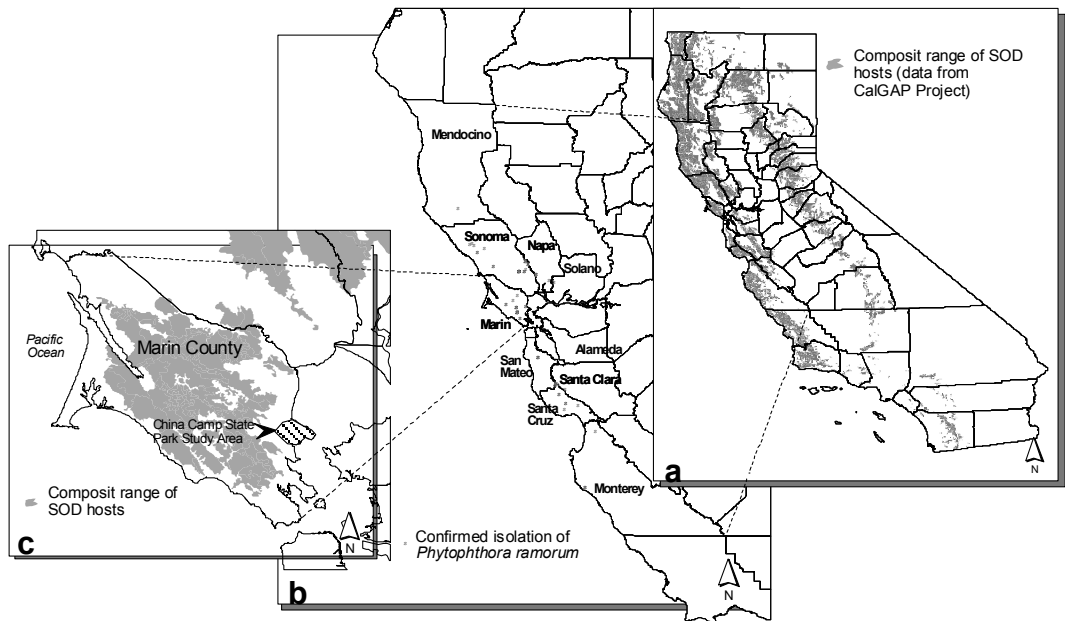 Composit range of SOD
hosts (data from
CalGAP Project)
N
a
Mendocino
Sonoma
Napa
Solano
Marin
Alameda
San
Mateo
Santa Clara
Santa
Cruz
Monterey
Confirmed isolation of
Phytophthora ramorum
N
b
Pacific
Ocean
Marin County
China Camp State
Park Study Area
Composit range of
SOD hosts
N
c